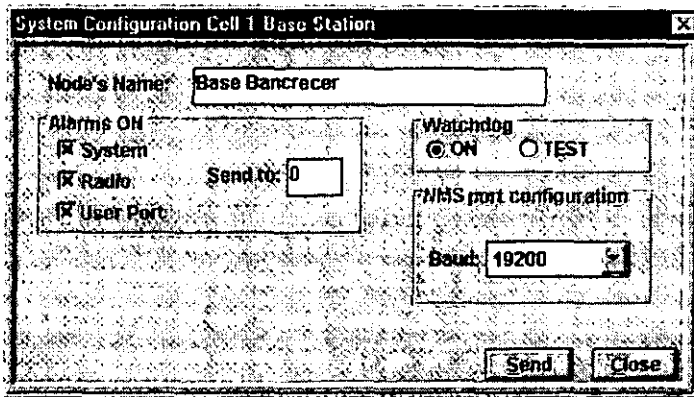 System Configuration Cell 1 Base Station
Node's Name: Base Bancrecer
Alarms ON
System
Radio
User Port
Send to: 0
Watchdog
ON TEST
NMS port configuration
Baud: 19200
Send Close